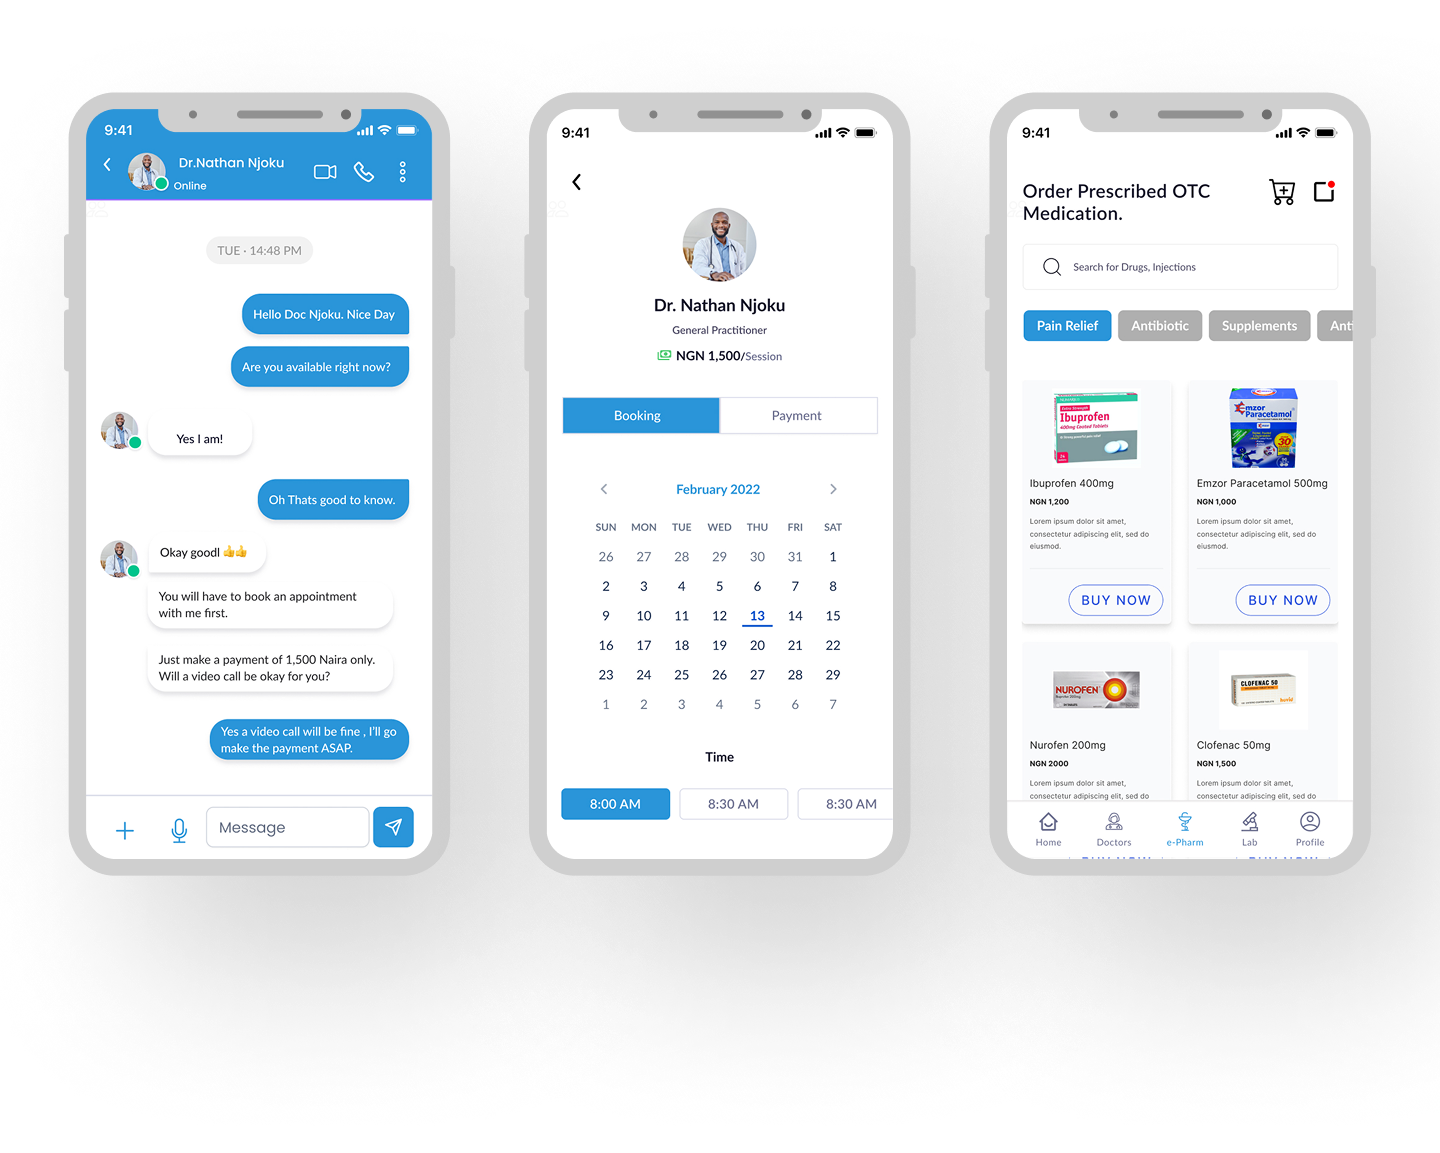 9:41
Dr.Nathan Njoku
Online
TUE · 14:48 PM
Hello Doc Njoku. Nice Day
Are you available right now?
Yes I am!
Oh Thats good to know.
Okay goodl 👍👍
You will have to book an appointment
with me first.
Just make a payment of 1,500 Naira only.
Will a video call be okay for you?
Yes a video call will be fine , I'll go
make the payment ASAP.
Message
9:41
Dr. Nathan Njoku
General Practitioner
NGN 1,500/Session
Booking Payment
February 2022
SUN MON TUE WED THU FRI SAT
26 27 28 29 30 31 1
2 3 4 5 6 7 8
9 10 11 12 13 14 15
16 17 18 19 20 21 22
23 24 25 26 27 28 29
1 2 3 4 5 6 7
Time
8:00 AM 8:30 AM 8:30 AM
9:41
Order Prescribed OTC
Medication.
Search for Drugs, Injections
Pain Relief Antibiotic Supplements Ant
Extra Strength
Ibuprofen
400mg Coated Tablets
Emzor
Paracetamol
30
Ibuprofen 400mg
NGN 1,200
Lorem ipsum dolor sit amet,
consectetur adipiscing elit, sed do
eiusmod.
BUY NOW
Emzor Paracetamol 500mg
NGN 1,000
Lorem ipsum dolor sit amet,
consectetur adipiscing elit, sed do
eiusmod.
BUY NOW
NUROFEN
CLOFENAC 50
Nurofen 200mg
NGN 2000
Lorem ipsum dolor sit amet,
consectetur adipiscing elit, sed do
Clofenac 50mg
NGN 1,500
Lorem ipsum dolor sit amet,
consectetur adipiscing elit, sed do
Home Doctors e-Pharm Lab Profile